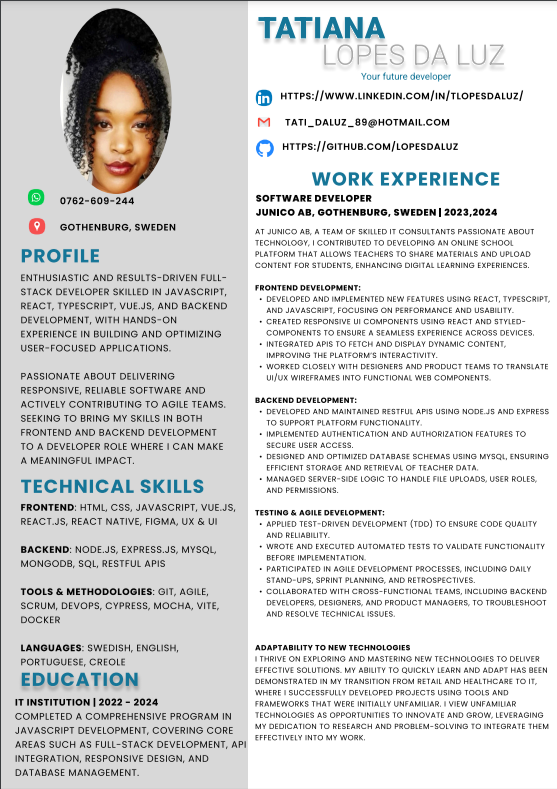 TATIANA
LOPES DA LUZ
Your future developer
HTTPS://WWW.LINKEDIN.COM/IN/TLOPESDALUZ/
TATI_DALUZ_89@HOTMAIL.COM
HTTPS://GITHUB.COM/LOPESDALUZ
0762-609-244
GOTHENBURG, SWEDEN
PROFILE
ENTHUSIASTIC AND RESULTS-DRIVEN FULL-
STACK DEVELOPER SKILLED IN JAVASCRIPT,
REACT, TYPESCRIPT, VUE.JS, AND BACKEND
DEVELOPMENT, WITH HANDS-ON
EXPERIENCE IN BUILDING AND OPTIMIZING
USER-FOCUSED APPLICATIONS.
PASSIONATE ABOUT DELIVERING
RESPONSIVE, RELIABLE SOFTWARE AND
ACTIVELY CONTRIBUTING TO AGILE TEAMS.
SEEKING TO BRING MY SKILLS IN BOTH
FRONTEND AND BACKEND DEVELOPMENT
TO A DEVELOPER ROLE WHERE I CAN MAKE
A MEANINGFUL IMPACT.
TECHNICAL SKILLS
FRONTEND: HTML, CSS, JAVASCRIPT, VUE.JS,
REACT.JS, REACT NATIVE, FIGMA, UX & UI
BACKEND: NODE.JS, EXPRESS.JS, MYSQL,
MONGODB, SQL, RESTFUL APIS
TOOLS & METHODOLOGIES: GIT, AGILE,
SCRUM, DEVOPS, CYPRESS, MOCHA, VITE,
DOCKER
LANGUAGES: SWEDISH, ENGLISH,
PORTUGUESE, CREOLE
EDUCATION
IT INSTITUTION | 2022 - 2024
COMPLETED A COMPREHENSIVE PROGRAM IN
JAVASCRIPT DEVELOPMENT, COVERING CORE
AREAS SUCH AS FULL-STACK DEVELOPMENT, API
INTEGRATION, RESPONSIVE DESIGN, AND
DATABASE MANAGEMENT.
WORK EXPERIENCE
SOFTWARE DEVELOPER
JUNICO AB, GOTHENBURG, SWEDEN | 2023,2024
AT JUNICO AB, A TEAM OF SKILLED IT CONSULTANTS PASSIONATE ABOUT
TECHNOLOGY, I CONTRIBUTED TO DEVELOPING AN ONLINE SCHOOL
PLATFORM THAT ALLOWS TEACHERS TO SHARE MATERIALS AND UPLOAD
CONTENT FOR STUDENTS, ENHANCING DIGITAL LEARNING EXPERIENCES.
FRONTEND DEVELOPMENT:
• DEVELOPED AND IMPLEMENTED NEW FEATURES USING REACT, TYPESCRIPT,
AND JAVASCRIPT, FOCUSING ON PERFORMANCE AND USABILITY.
• CREATED RESPONSIVE UI COMPONENTS USING REACT AND STYLED-
COMPONENTS TO ENSURE A SEAMLESS EXPERIENCE ACROSS DEVICES.
• INTEGRATED APIS TO FETCH AND DISPLAY DYNAMIC CONTENT,
IMPROVING THE PLATFORM'S INTERACTIVITY.
• WORKED CLOSELY WITH DESIGNERS AND PRODUCT TEAMS TO TRANSLATE
UI/UX WIREFRAMES INTO FUNCTIONAL WEB COMPONENTS.
BACKEND DEVELOPMENT:
• DEVELOPED AND MAINTAINED RESTFUL APIS USING NODE.JS AND EXPRESS
TO SUPPORT PLATFORM FUNCTIONALITY.
• IMPLEMENTED AUTHENTICATION AND AUTHORIZATION FEATURES TO
SECURE USER ACCESS.
• DESIGNED AND OPTIMIZED DATABASE SCHEMAS USING MYSQL, ENSURING
EFFICIENT STORAGE AND RETRIEVAL OF TEACHER DATA.
• MANAGED SERVER-SIDE LOGIC TO HANDLE FILE UPLOADS, USER ROLES,
AND PERMISSIONS.
TESTING & AGILE DEVELOPMENT:
• APPLIED TEST-DRIVEN DEVELOPMENT (TDD) TO ENSURE CODE QUALITY
AND RELIABILITY.
• WROTE AND EXECUTED AUTOMATED TESTS TO VALIDATE FUNCTIONALITY
BEFORE IMPLEMENTATION.
• PARTICIPATED IN AGILE DEVELOPMENT PROCESSES, INCLUDING DAILY
STAND-UPS, SPRINT PLANNING, AND RETROSPECTIVES.
• COLLABORATED WITH CROSS-FUNCTIONAL TEAMS, INCLUDING BACKEND
DEVELOPERS, DESIGNERS, AND PRODUCT MANAGERS, TO TROUBLESHOOT
AND RESOLVE TECHNICAL ISSUES.
ADAPTABILITY TO NEW TECHNOLOGIES
I THRIVE ON EXPLORING AND MASTERING NEW TECHNOLOGIES TO DELIVER
EFFECTIVE SOLUTIONS. MY ABILITY TO QUICKLY LEARN AND ADAPT HAS BEEN
DEMONSTRATED IN MY TRANSITION FROM RETAIL AND HEALTHCARE TO IT,
WHERE I SUCCESSFULLY DEVELOPED PROJECTS USING TOOLS AND
FRAMEWORKS THAT WERE INITIALLY UNFAMILIAR. I VIEW UNFAMILIAR
TECHNOLOGIES AS OPPORTUNITIES TO INNOVATE AND GROW, LEVERAGING
MY DEDICATION TO RESEARCH AND PROBLEM-SOLVING TO INTEGRATE THEM
EFFECTIVELY INTO MY WORK.